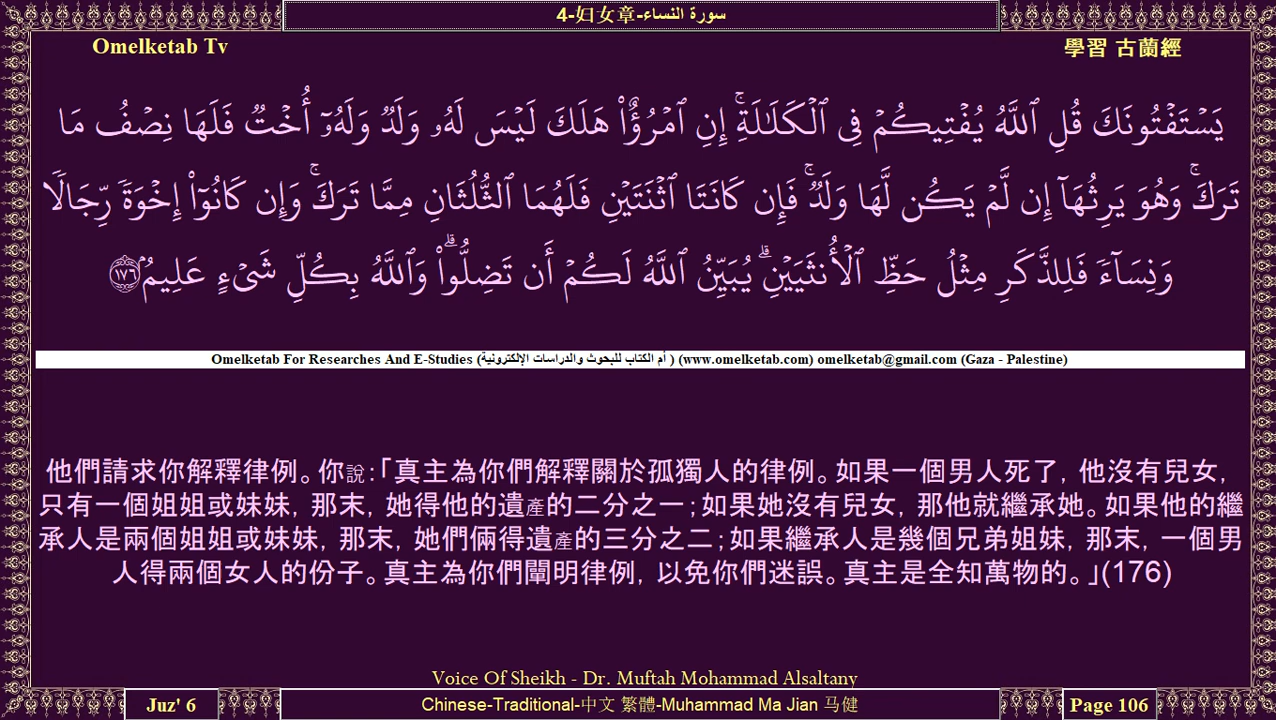 4-妇女章-سورة النساء
Omelketab Tv
學習 古蘭經
يَسْتَفْتُونَكَ قُلِ ٱللَّهُ يُفْتِيكُمْ فِى ٱلْكَلَـٰلَةِ ۚ إِنِ ٱمْرُؤٌا۟ هَلَكَ لَيْسَ لَهُۥ وَلَدٌ وَلَهُۥٓ أُخْتٌ فَلَهَا نِصْفُ مَا
تَرَكَ ۚ وَهُوَ يَرِثُهَآ إِن لَّمْ يَكُن لَّهَا وَلَدٌ ۚ فَإِن كَانَتَا ٱثْنَتَيْنِ فَلَهُمَا ٱلثُّلُثَانِ مِمَّا تَرَكَ ۚ وَإِن كَانُوٓا۟ إِخْوَةً رِّجَالًا
وَنِسَآءً فَلِلذَّكَرِ مِثْلُ حَظِّ ٱلْأُنثَيَيْنِ ۗ يُبَيِّنُ ٱللَّهُ لَكُمْ أَن تَضِلُّوا۟ ۗ وَٱللَّهُ بِكُلِّ شَىْءٍ عَلِيمٌۢ ١٧٦
Omelketab For Researches And E-Studies (أم الكتاب للبحوث والدراسات الإلكترونية ) (www.omelketab.com) omelketab@gmail.com (Gaza - Palestine)
他們請求你解釋律例。你說:「真主為你們解釋關於孤獨人的律例。如果一個男人死了, 他沒有兒女,
只有一個姐姐或妹妹, 那末, 她得他的遺產的二分之一;如果她沒有兒女, 那他就繼承她。如果他的繼
承人是兩個姐姐或妹妹, 那末, 她們倆得遺產的三分之二;如果繼承人是幾個兄弟姐妹, 那末, 一個男
人得兩個女人的份子。真主為你們闡明律例, 以免你們迷誤。真主是全知萬物的。」(176)
Voice Of Sheikh - Dr. Muftah Mohammad Alsaltany
Juz' 6
Chinese-Traditional-中文 繁體-Muhammad Ma Jian 马健
Page 106